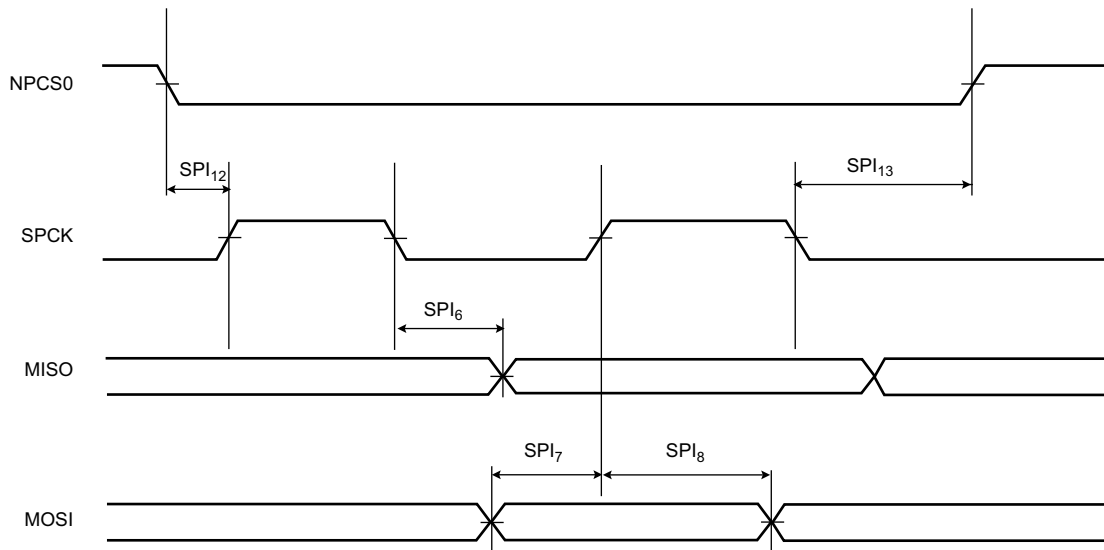 NPCS0
SPI₁₂
SPI₁₃
SPCK
SPI₆
MISO
SPI₇
SPI₈
MOSI